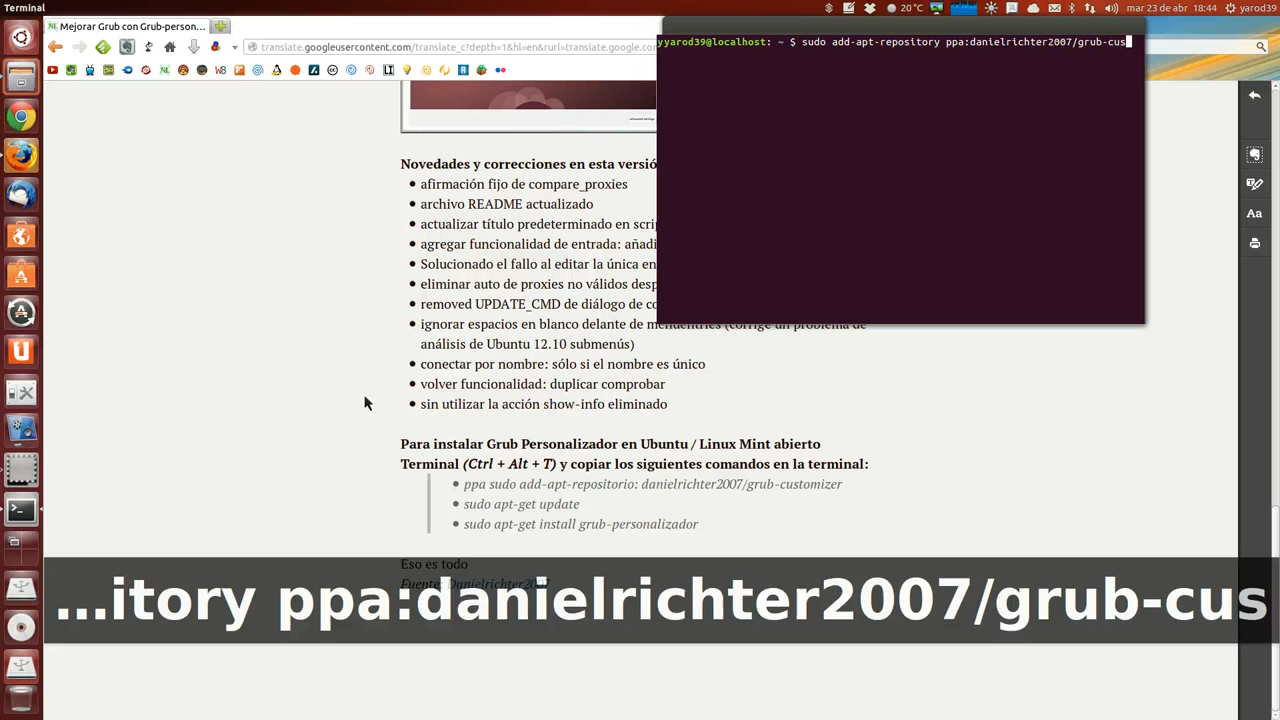 Terminal
20°C
mar 23 de abr
18:44
yarod39
Mejorar Grub con Grub-person...
translate.googleusercontent.com/translate_c?depth=1&hl=en&rurl=translate.goo
yyarod39@localhost: ~ $ sudo add-apt-repository ppa:danielrichter2007/grub-cus
Novedades y correcciones en esta versió
afirmación fijo de compare_proxies
archivo README actualizado
actualizar título predeterminado en scrip
agregar funcionalidad de entrada: añadi
Solucionado el fallo al editar la única en
eliminar auto de proxies no válidos desp
removed UPDATE_CMD de diálogo de co
ignorar espacios en blanco delante de menuentries (corrige un problema de
análisis de Ubuntu 12.10 submenús)
conectar por nombre: sólo si el nombre es único
volver funcionalidad: duplicar comprobar
sin utilizar la acción show-info eliminado
Para instalar Grub Personalizador en Ubuntu / Linux Mint abierto
Terminal (Ctrl + Alt + T) y copiar los siguientes comandos en la terminal:
ppa sudo add-apt-repositorio: danielrichter2007/grub-customizer
sudo apt-get update
sudo apt-get install grub-personalizador
Eso es todo
Fuente: Danielrichter2007
...itory ppa:danielrichter2007/grub-cus
Aa